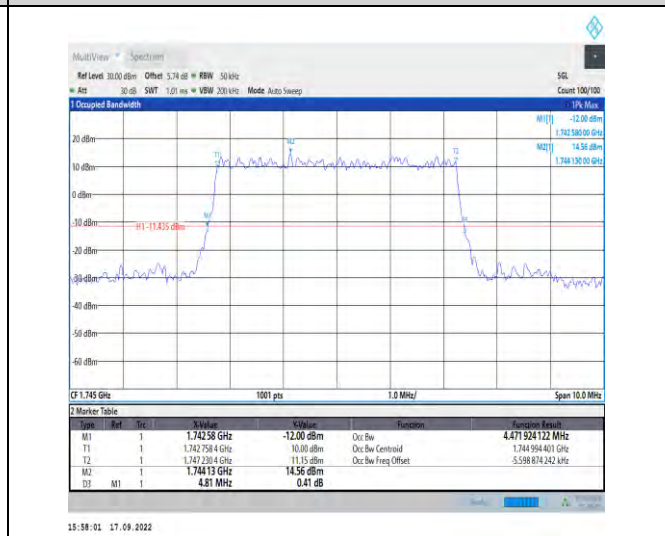 MultiView Spectrum
Ref Level 30.00 dBm Offset 5.74 dB RBW 50 kHz SGL
Att 30 dB SWT 1.01 ms VBW 200 kHz Mode Auto Sweep Count 100/100
1 Occupied Bandwidth 1Pk Max
M1[1] -12.00 dBm
1.742 580 00 GHz
M2[1] 14.56 dBm
1.744 130 00 GHz
20 dBm
T1 M2 T2
10 dBm
0 dBm
-10 dBm
H1 -11.435 dBm
-20 dBm
-30 dBm
-40 dBm
-50 dBm
-60 dBm
CF 1.745 GHz 1001 pts 1.0 MHz/ Span 10.0 MHz
2 Marker Table
Type Ref Trc X-Value Y-Value Function Function Result
M1 1 1.742 58 GHz -12.00 dBm Occ Bw 4.471 924 122 MHz
T1 1 1.742 758 4 GHz 10.00 dBm Occ Bw Centroid 1.744 994 401 GHz
T2 1 1.747 230 4 GHz 11.15 dBm Occ Bw Freq Offset -5.598 874 242 kHz
M2 1 1.744 13 GHz 14.56 dBm
D3 M1 1 4.81 MHz 0.41 dB
15:58:01 17.09.2022